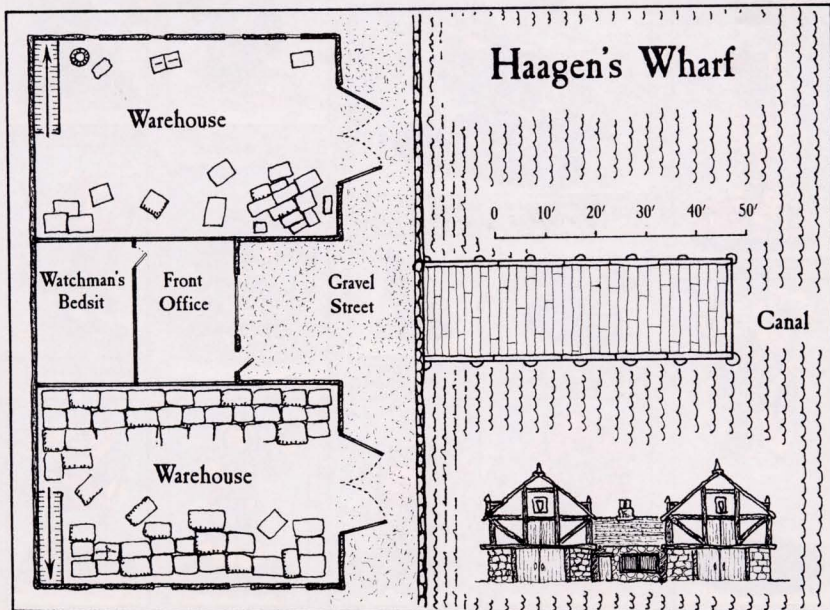 Haagen's Wharf
Warehouse
0 10' 20' 30' 40' 50'
Watchman's
Bedsit
Front
Office
Gravel
Street
Canal
Warehouse